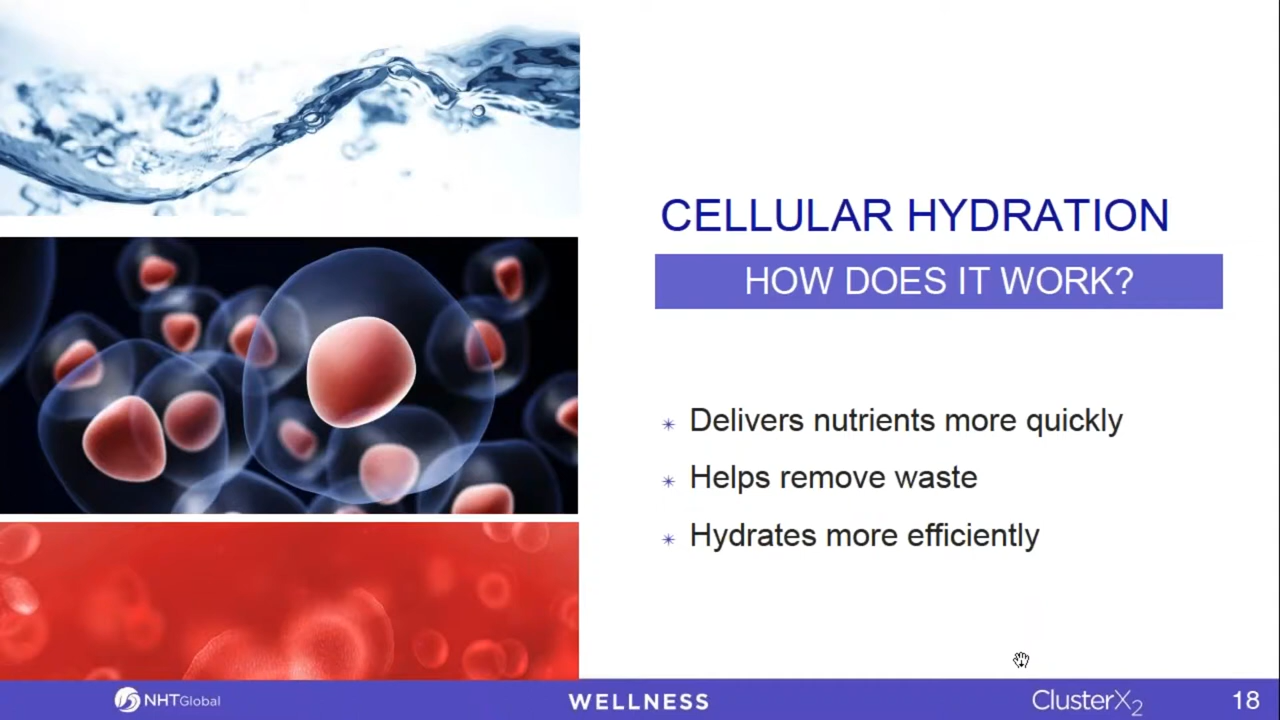 CELLULAR HYDRATION
HOW DOES IT WORK?
* Delivers nutrients more quickly
* Helps remove waste
* Hydrates more efficiently
NHTGlobal
WELLNESS
ClusterX2
18